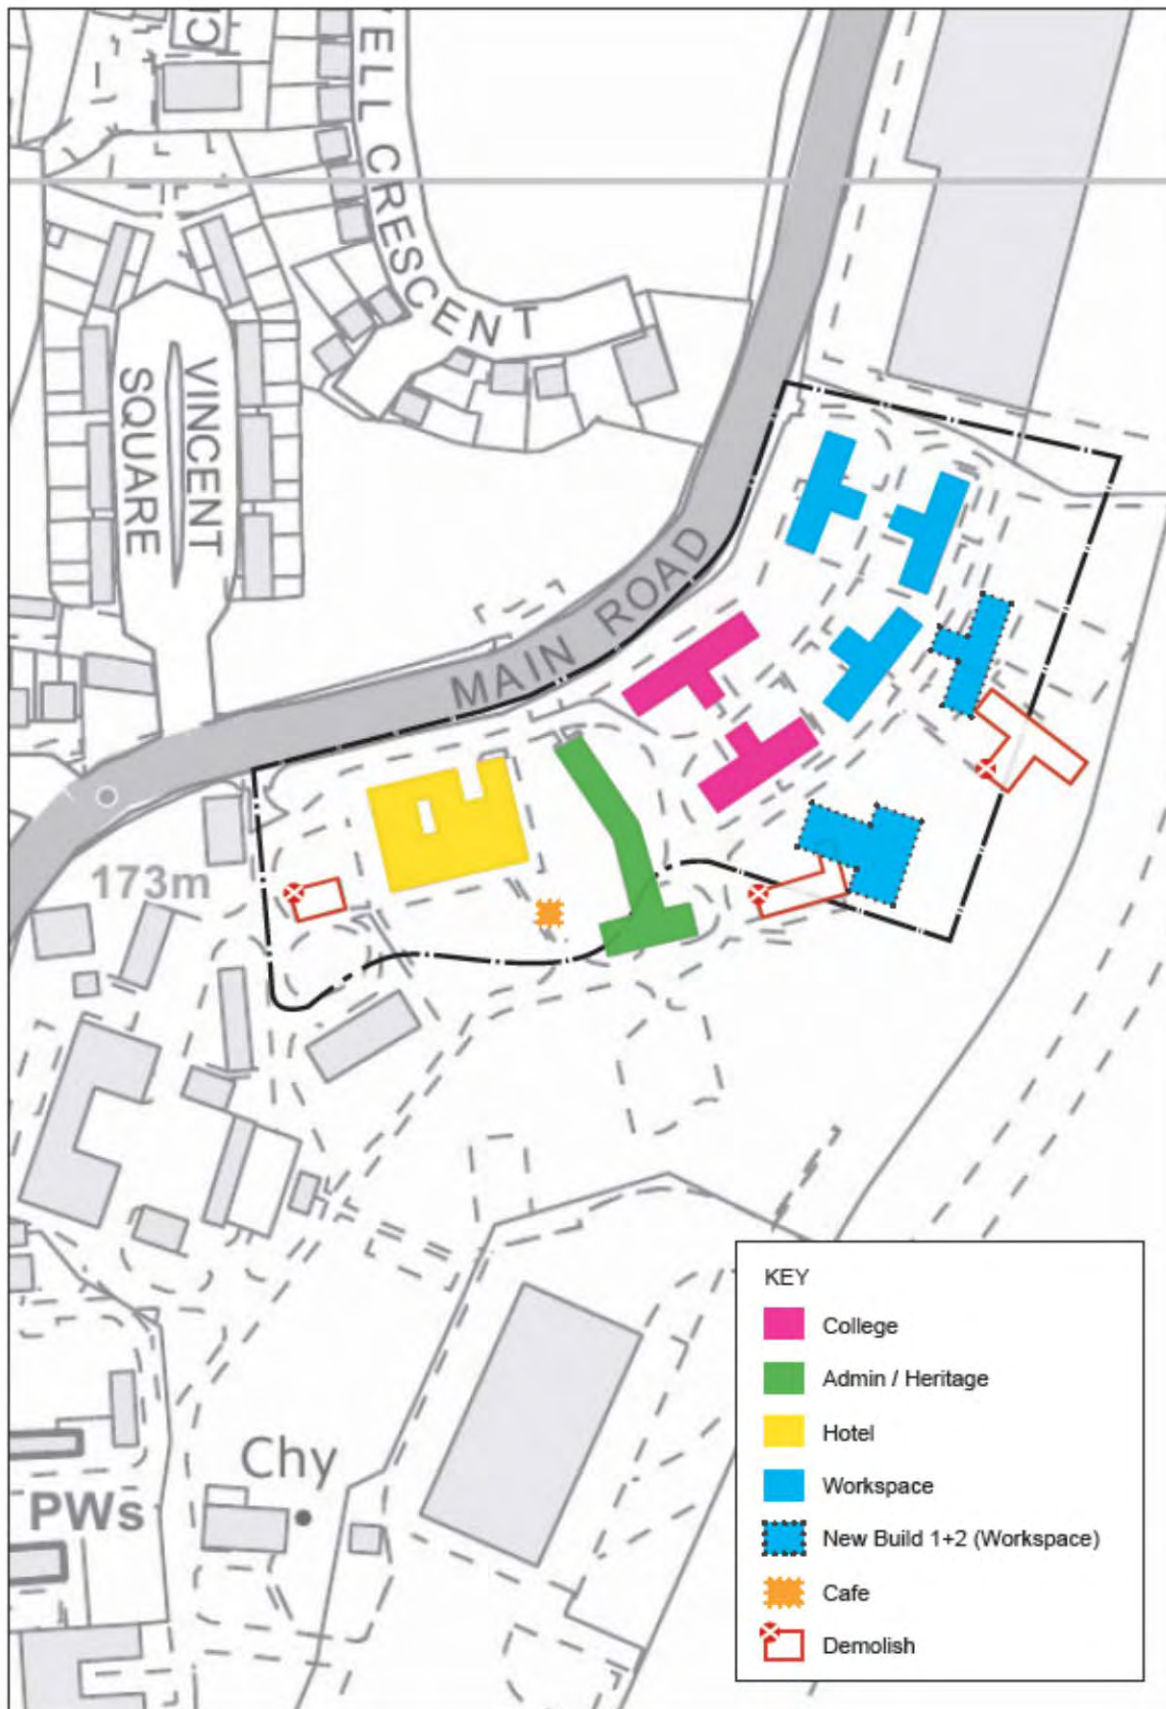 ELL CRESCENT
VINCENT
SQUARE
MAIN ROAD
173m
Chy
PWs
KEY
College
Admin / Heritage
Hotel
Workspace
New Build 1+2 (Workspace)
Cafe
Demolish